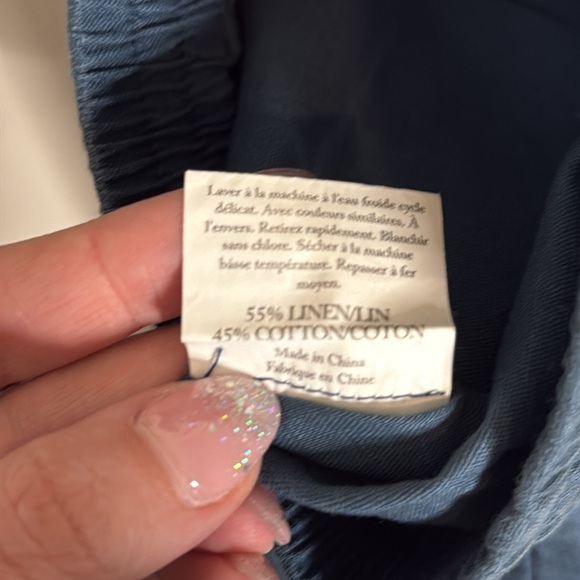 Laver à la machine à l'eau froide cycle
délicat. Avec couleurs similaires. À
l'envers. Retirez rapidement. Blanchir
sans chlore. Sécher à la machine
basse température. Repasser à fer
moyen.
55% LINEN/LIN
45% COTTON/COTON
Made in China
Fabrique en Chine